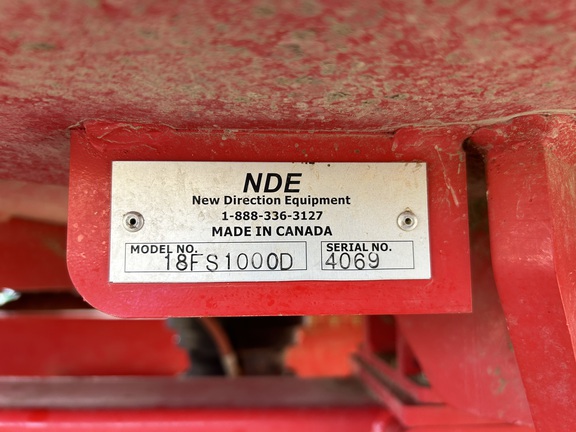 NDE
New Direction Equipment
1-888-336-3127
MADE IN CANADA
MODEL NO. 18FS1000D SERIAL NO. 4069